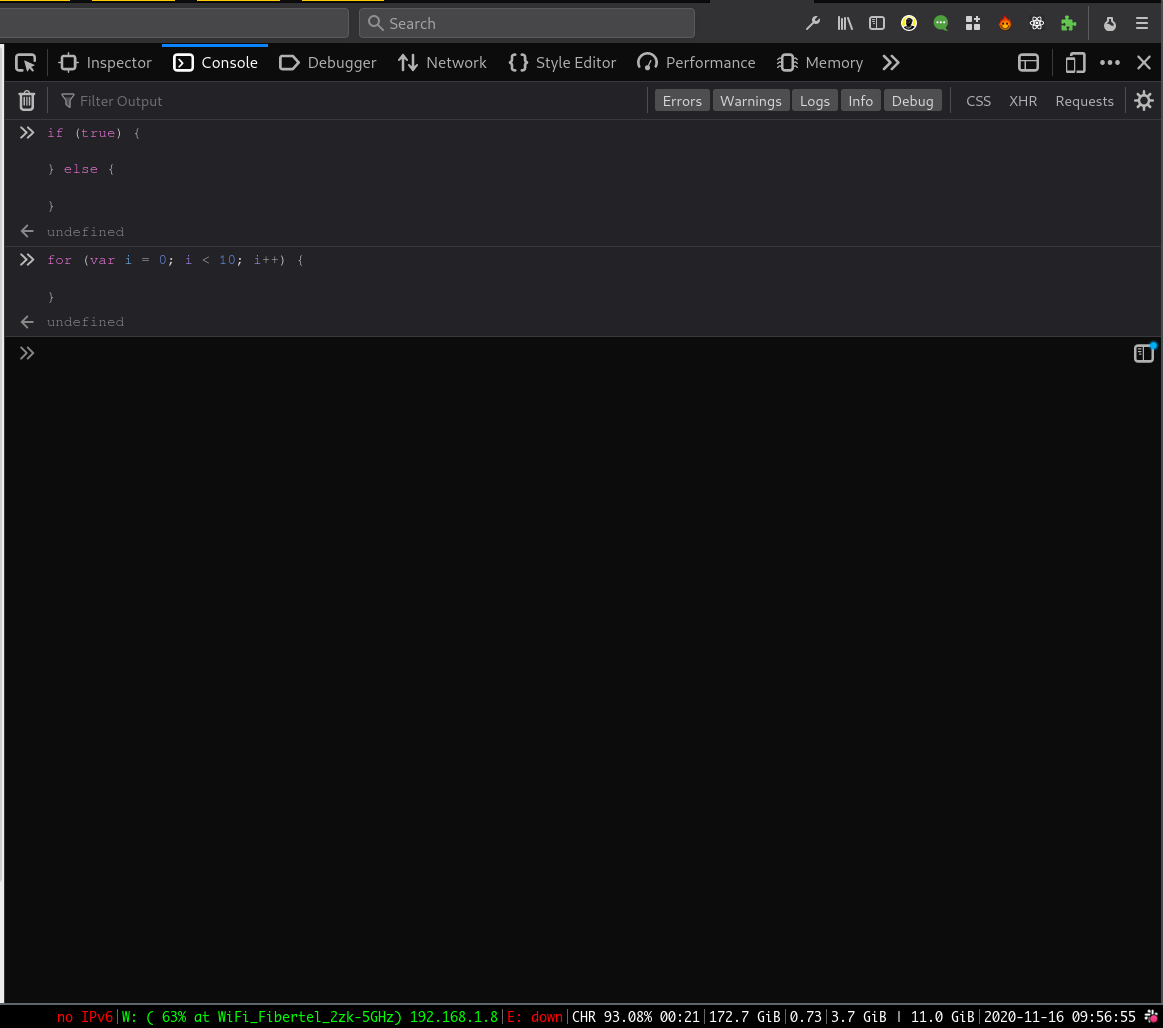 Search
Inspector Console Debugger Network Style Editor Performance Memory
Filter Output Errors Warnings Logs Info Debug CSS XHR Requests
if (true) {
} else {
}
undefined
for (var i = 0; i < 10; i++) {
}
undefined
no IPv6|W: ( 63% at WiFi_Fibertel_2zk-5GHz) 192.168.1.8|E: down|CHR 93.08% 00:21|172.7 GiB|0.73|3.7 GiB | 11.0 GiB|2020-11-16 09:56:55